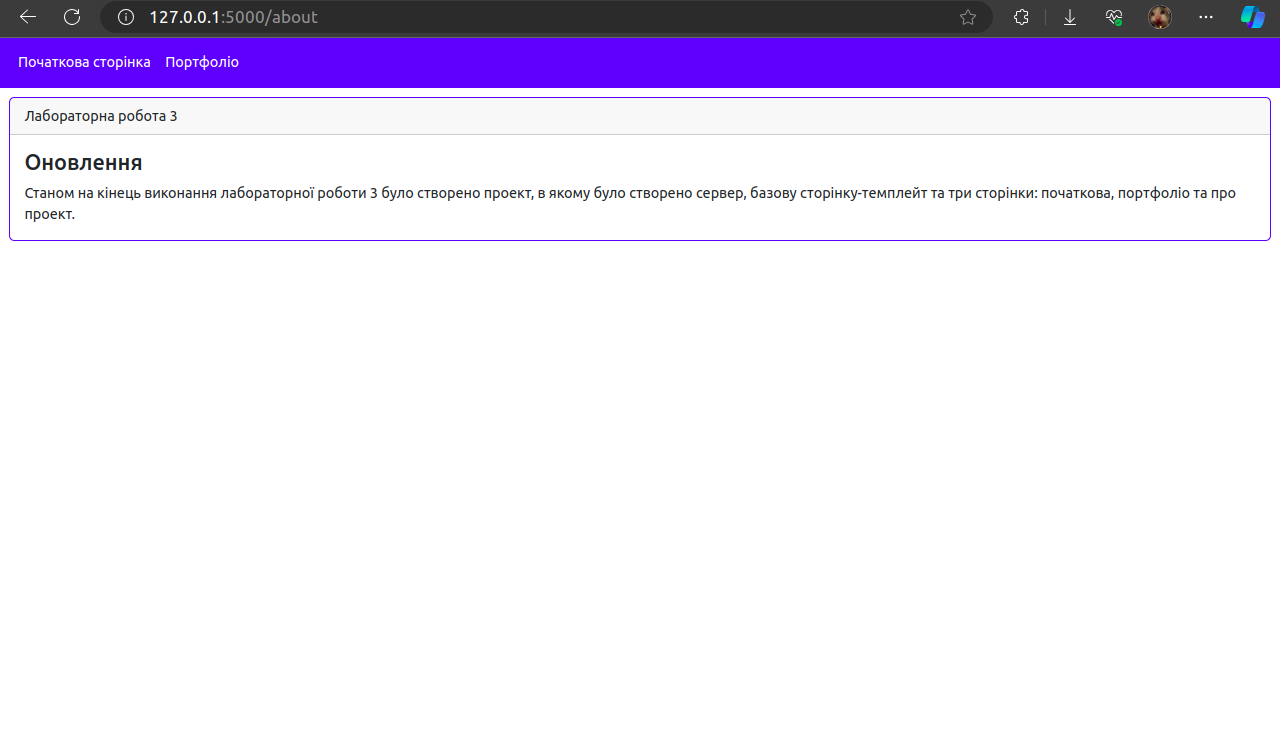 127.0.0.1:5000/about
Початкова сторінка Портфоліо
Лабораторна робота 3
Оновлення
Станом на кінець виконання лабораторної роботи 3 було створено проект, в якому було створено сервер, базову сторінку-темплейт та три сторінки: початкова, портфоліо та про
проект.